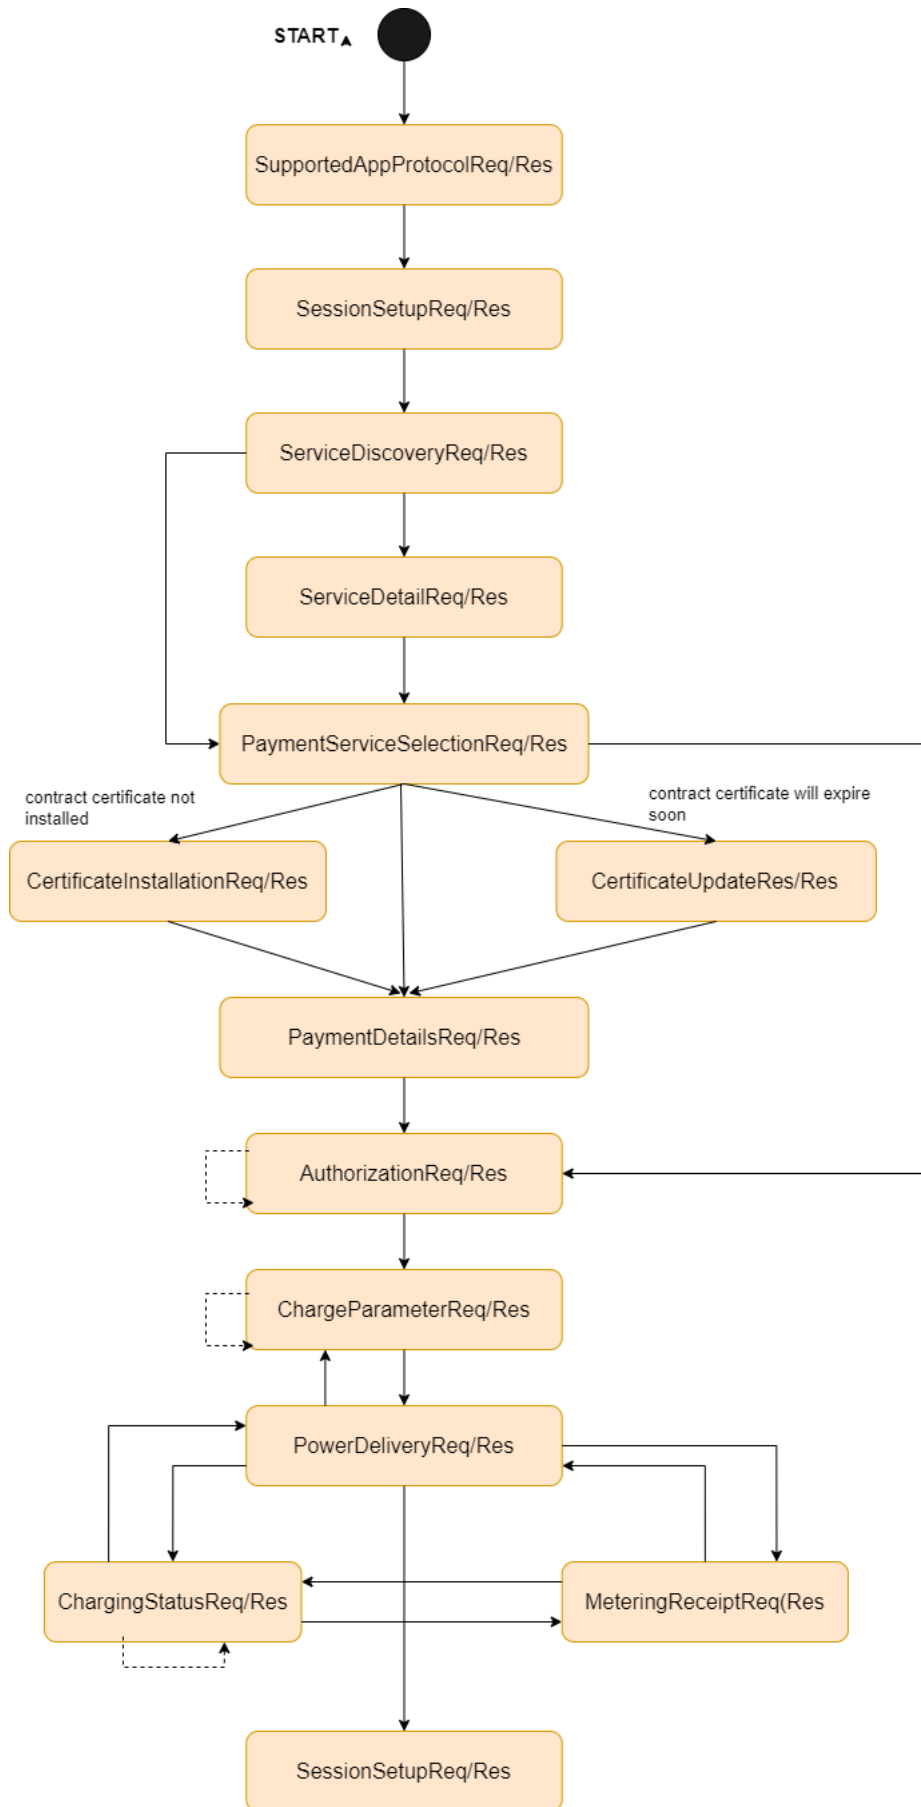 START
SupportedAppProtocolReq/Res
SessionSetupReq/Res
ServiceDiscoveryReq/Res
ServiceDetailReq/Res
PaymentServiceSelectionReq/Res
contract certificate not
installed
contract certificate will expire
soon
CertificateInstallationReq/Res
CertificateUpdateRes/Res
PaymentDetailsReq/Res
AuthorizationReq/Res
ChargeParameterReq/Res
PowerDeliveryReq/Res
ChargingStatusReq/Res
MeteringReceiptReq(Res
SessionSetupReq/Res